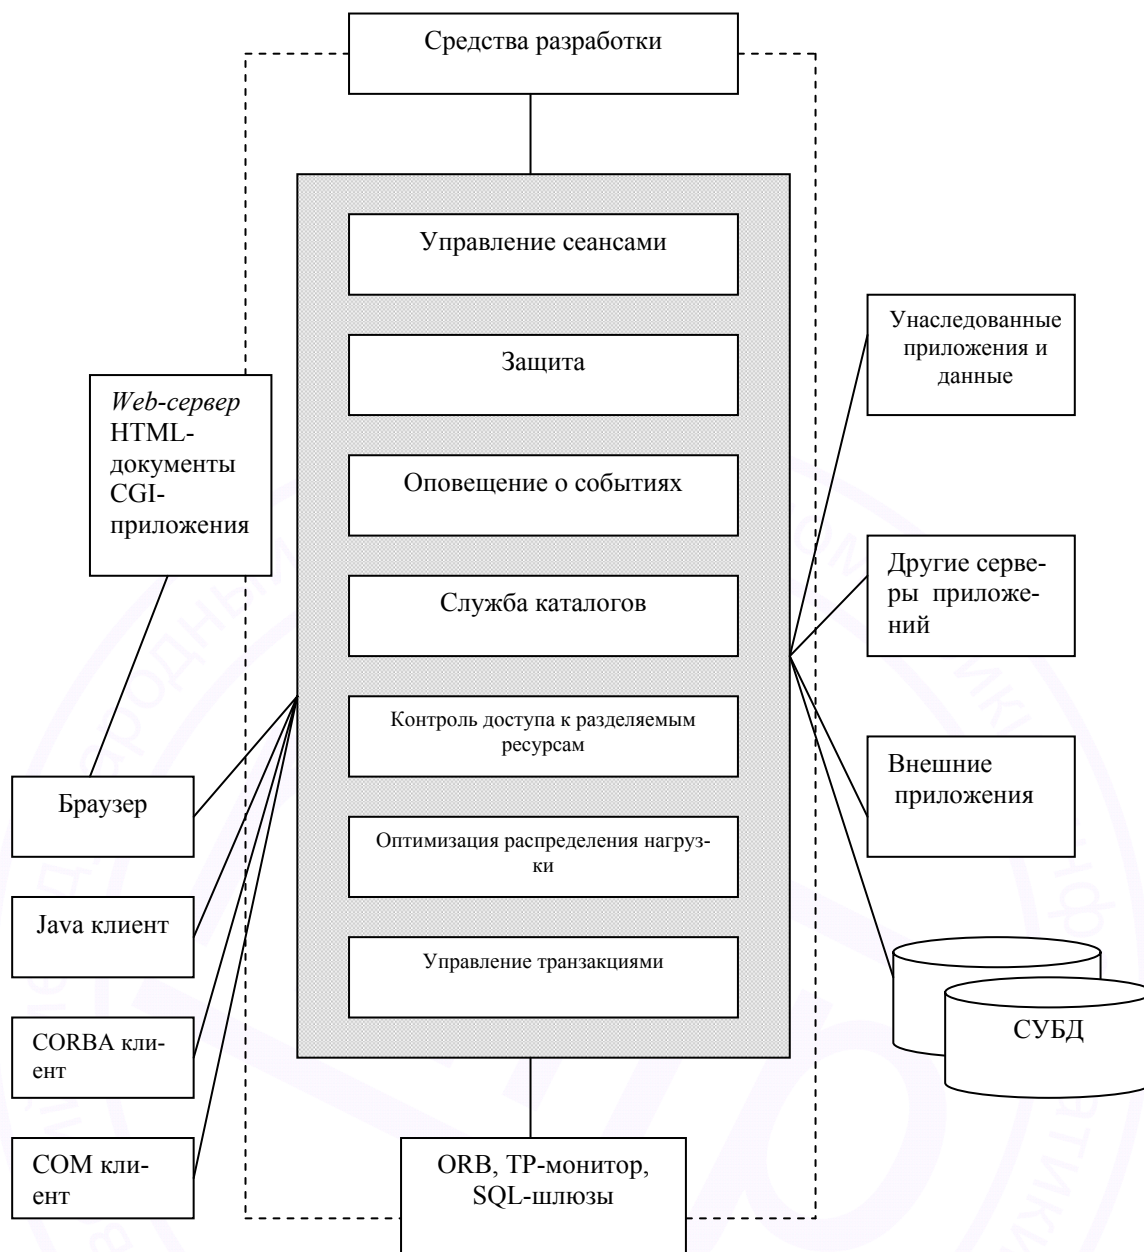 Средства разработки
Управление сеансами
Защита
Оповещение о событиях
Служба каталогов
Контроль доступа к разделяемым
ресурсам
Оптимизация распределения нагруз-
ки
Управление транзакциями
ORB, TP-монитор,
SQL-шлюзы
Web-сервер
HTML-
документы
CGI-
приложения
Браузер
Java клиент
CORBA кли-
ент
COM кли-
ент
Унаследованные
приложения и
данные
Другие серве-
ры приложе-
ний
Внешние
приложения
СУБД